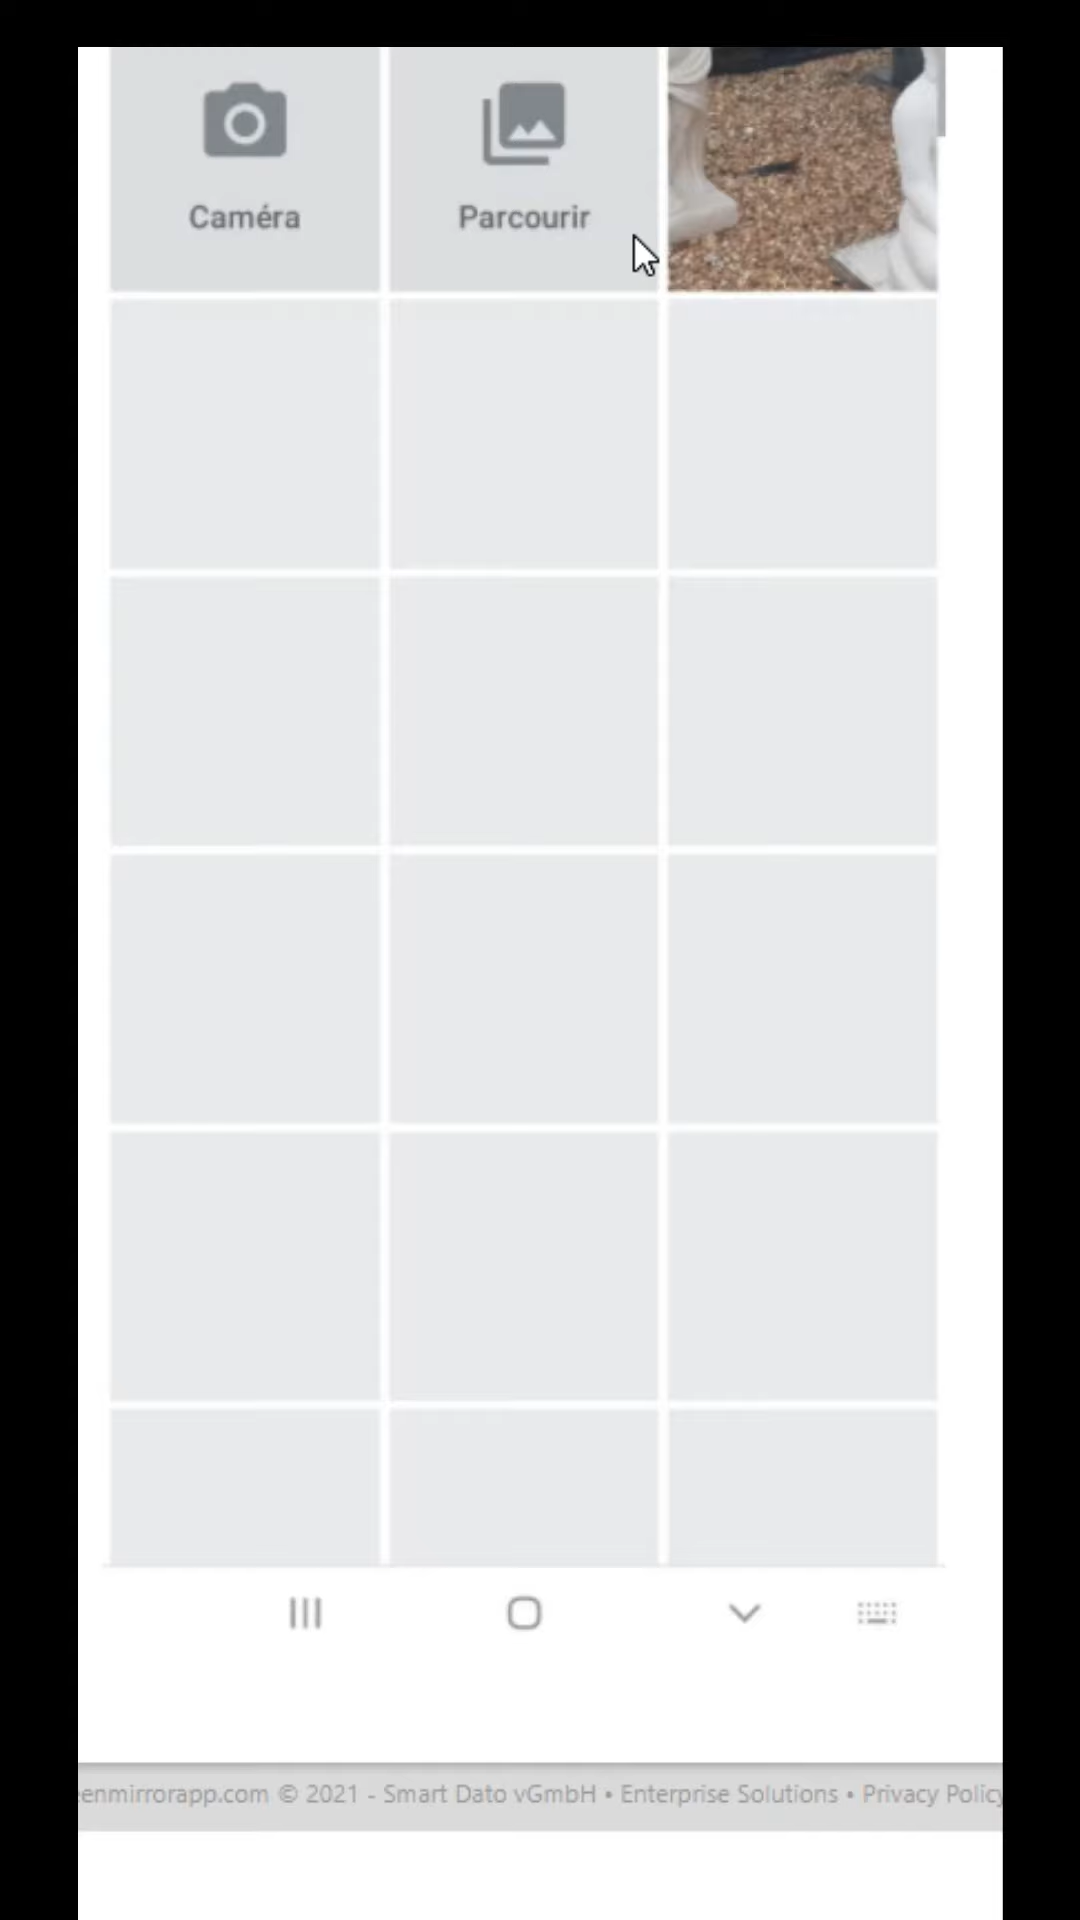 Caméra
Parcourir
enmirrorapp.com © 2021 - Smart Dato vGmbH • Enterprise Solutions • Privacy Policy